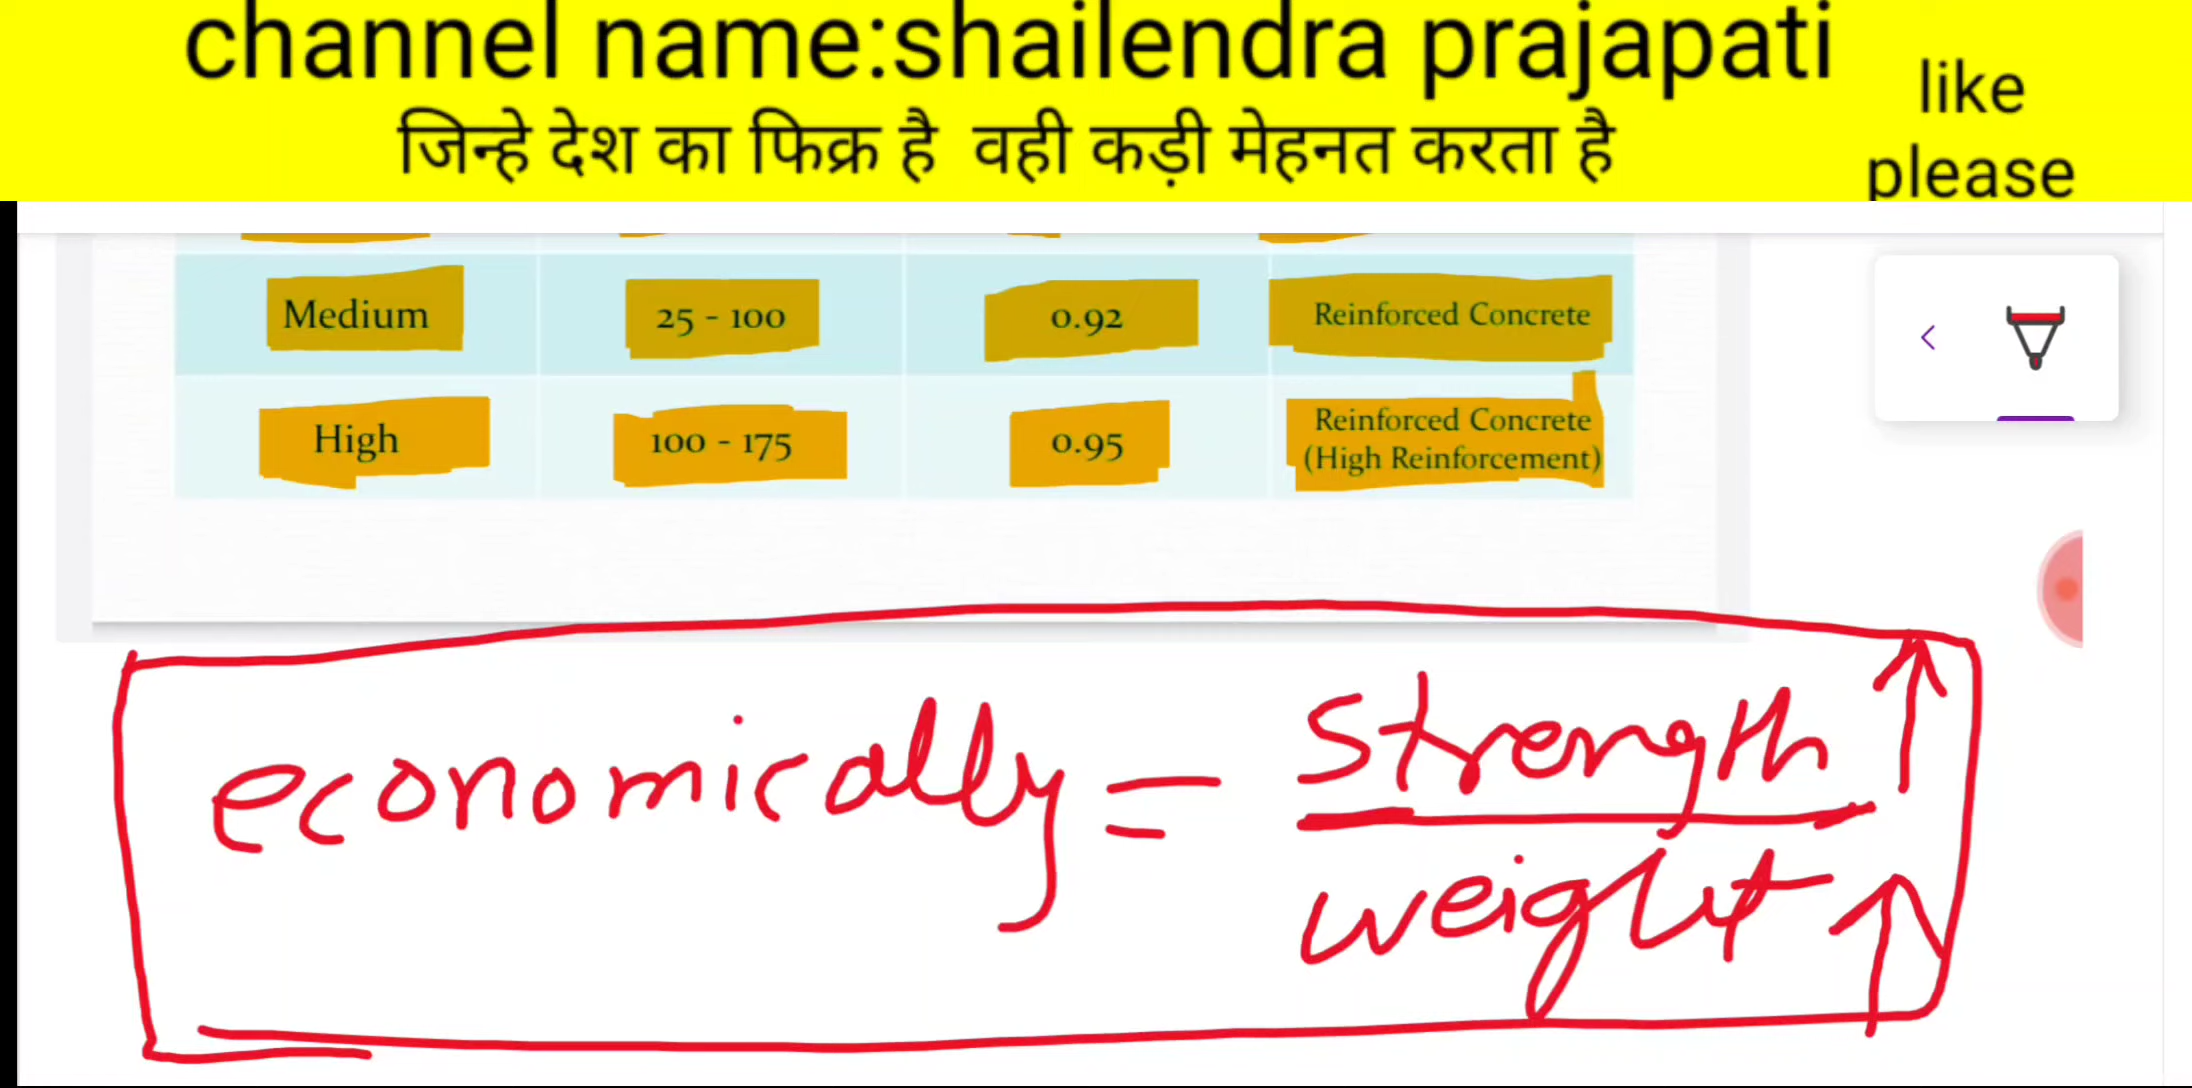 channel name:shailendra prajapati
जिन्हे देश का फिक्र है वही कड़ी मेहनत करता है
like
please
Medium 25 - 100 0.92 Reinforced Concrete
High 100 - 175 0.95 Reinforced Concrete
(High Reinforcement)
economically = strength ↑
weight ↑